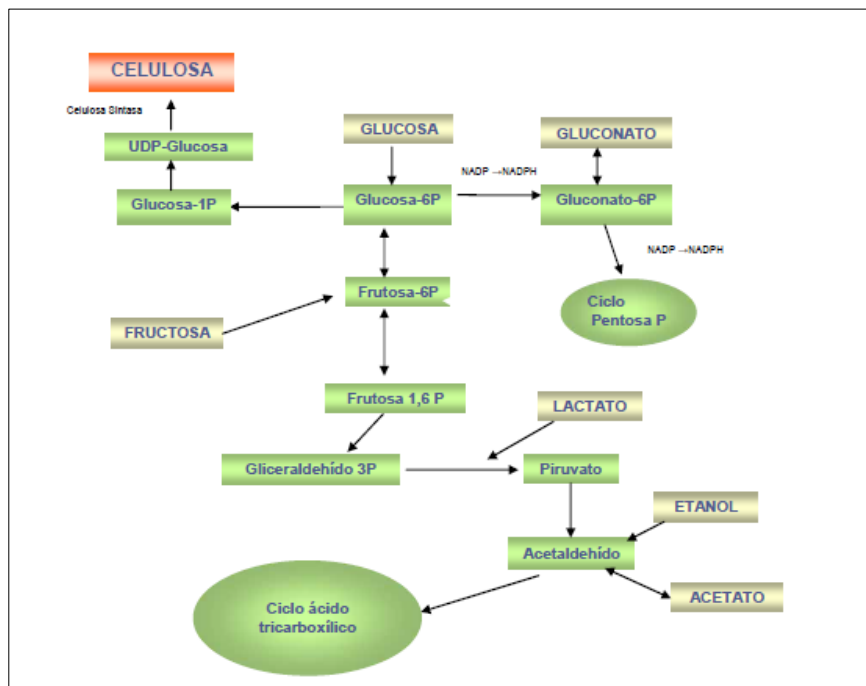 CELULOSA
Celulosa Sintasa
UDP-Glucosa
Glucosa-1P
GLUCOSA
Glucosa-6P
NADP →NADPH
GLUCONATO
Gluconato-6P
NADP →NADPH
Ciclo
Pentosa P
Frutosa-6P
FRUCTOSA
Frutosa 1,6 P
LACTATO
Gliceraldehído 3P
Piruvato
ETANOL
Acetaldehído
ACETATO
Ciclo ácido
tricarboxílico